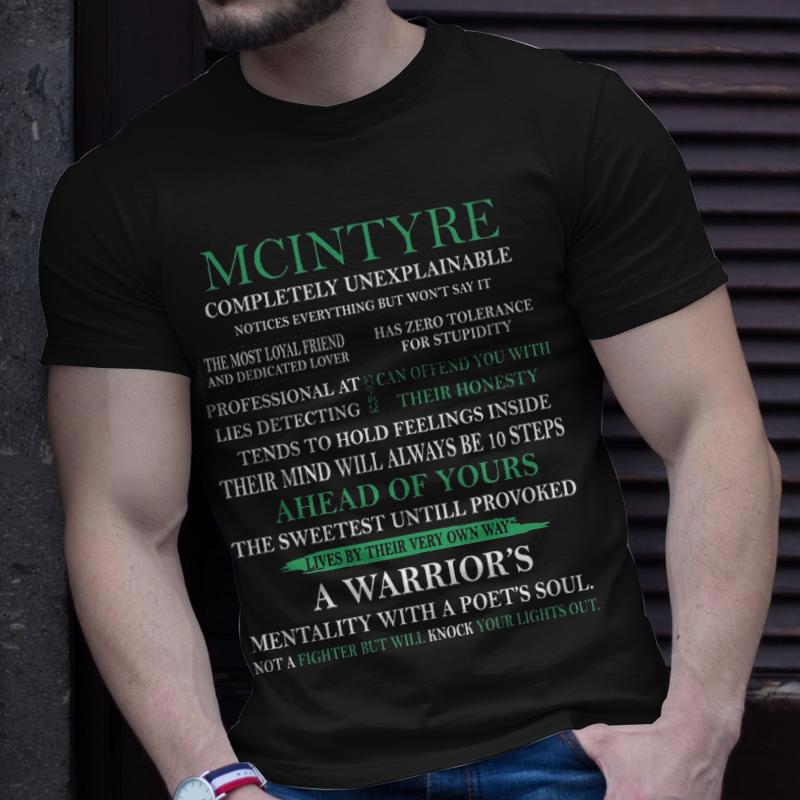 MCINTYRE
COMPLETELY UNEXPLAINABLE
NOTICES EVERYTHING BUT WON'T SAY IT
THE MOST LOYAL FRIEND
AND DEDICATED LOVER
HAS ZERO TOLERANCE
FOR STUPIDITY
PROFESSIONAL AT
LIES DETECTING
CAN OFFEND YOU WITH
THEIR HONESTY
TENDS TO HOLD FEELINGS INSIDE
THEIR MIND WILL ALWAYS BE 10 STEPS
AHEAD OF YOURS
THE SWEETEST UNTILL PROVOKED
LIVES BY THEIR VERY OWN WAY
A WARRIOR'S
MENTALITY WITH A POET'S SOUL.
NOT A FIGHTER BUT WILL KNOCK YOUR LIGHTS OUT.